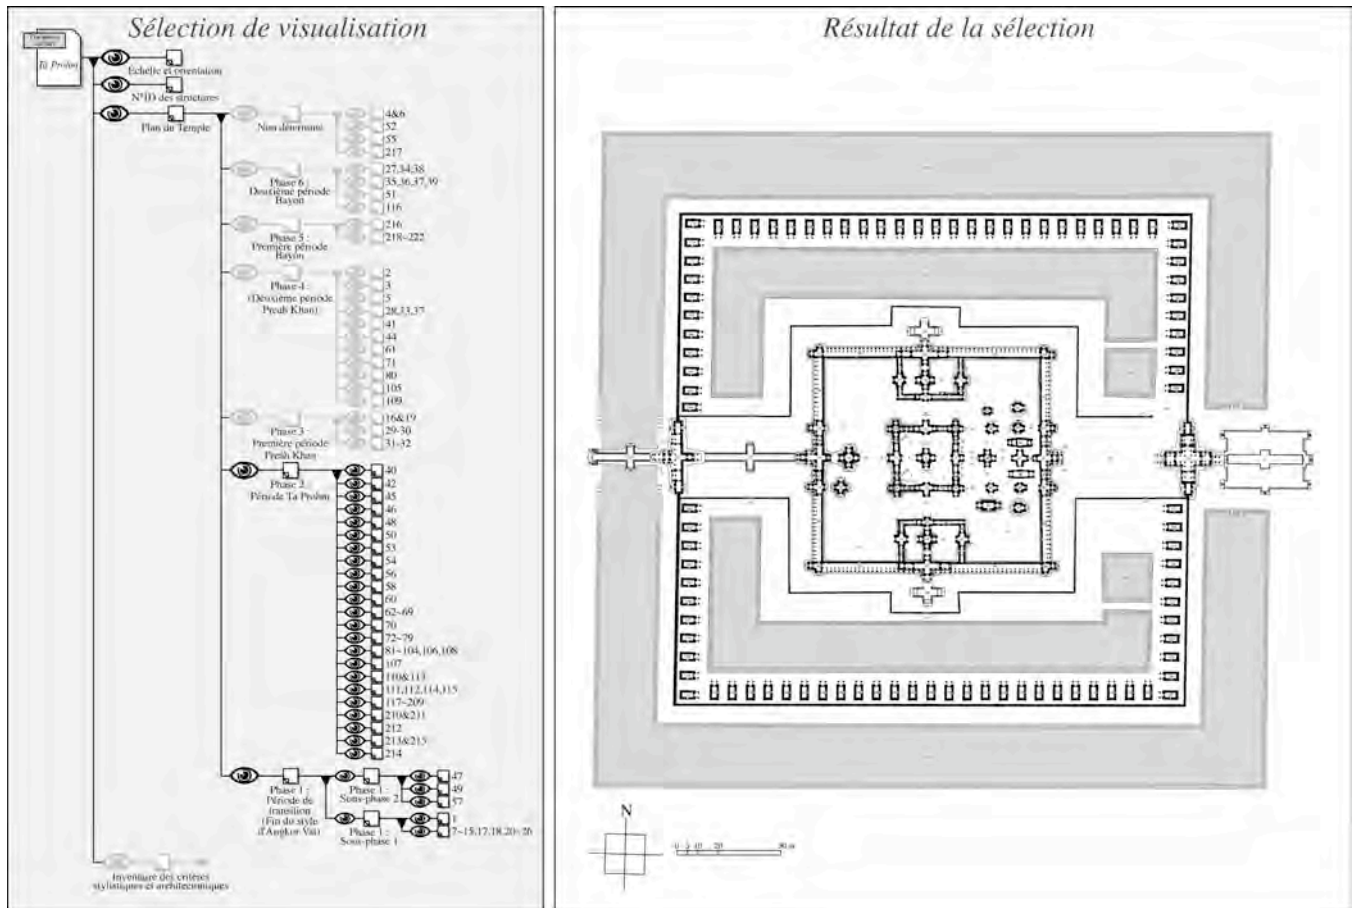 Sélection de visualisation
Ta Prohm
Echelle et orientation
N°ID des structures
Plan du Temple
Non déterminé
4&6
52
55
217
Phase 6 :
Deuxième période
Bayon
27,34,38
35,36,37,39
51
116
Phase 5 :
Première période
Bayon
216
218~222
Phase 4 :
(Deuxième période
Preah Khan)
2
3
5
28,33,37
41
44
61
71
80
105
109
Phase 3 :
Première période
Preah Khan
16&19
29-30
31-32
Phase 2 :
Période Ta Prohm
40
42
45
46
48
50
53
54
56
58
60
62~69
70
72~79
81~104,106,108
107
110&113
111,112,114,115
117~209
210&211
212
213&215
214
Phase 1 :
Période de
transition
(Fin du style
d'Angkor Vat)
Phase 1 :
Sous-phase 2
47
49
57
Phase 1 :
Sous-phase 1
1
7~15,17,18,20~26
Inventaire des critères
stylistiques et architectoniques
Résultat de la sélection
N
0 5 10 20